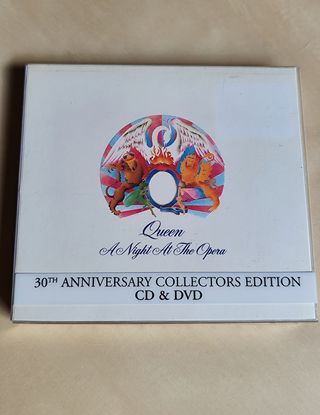 Queen
A Night At The Opera
30TH ANNIVERSARY COLLECTORS EDITION
CD & DVD